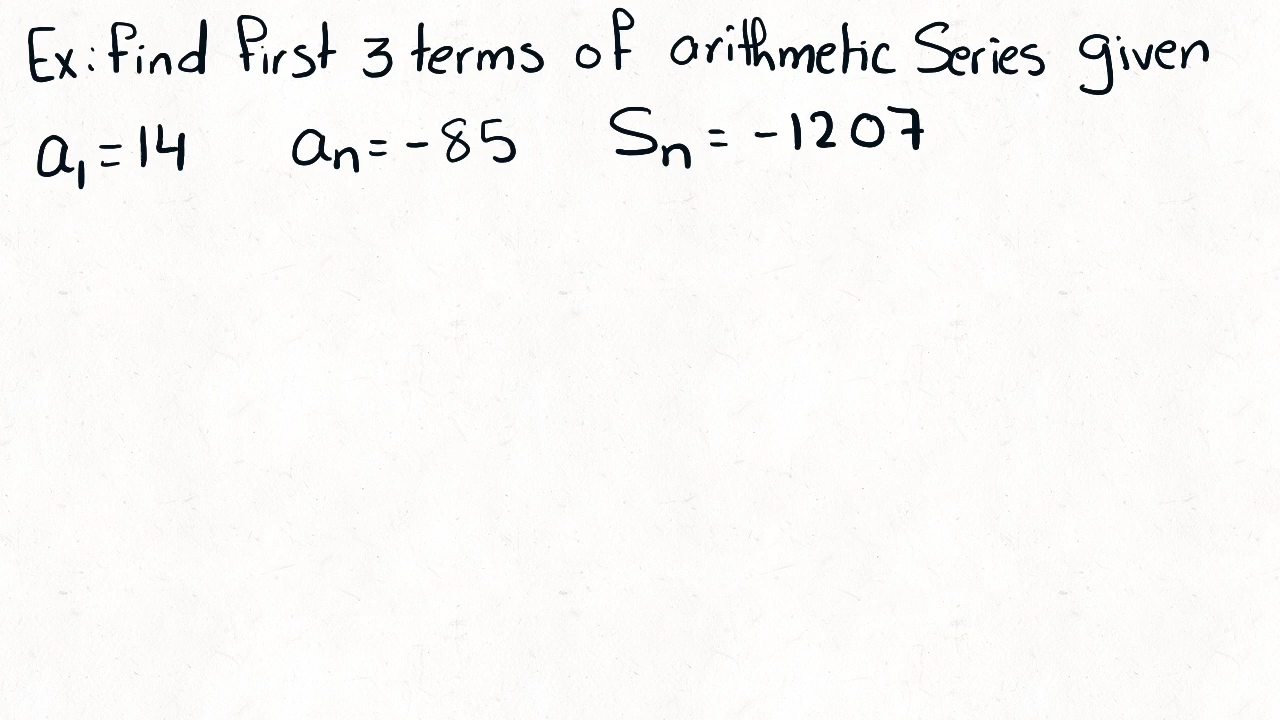 Ex: find first 3 terms of arithmetic Series given
a₁ = 14 aₙ = -85 Sₙ = -1207